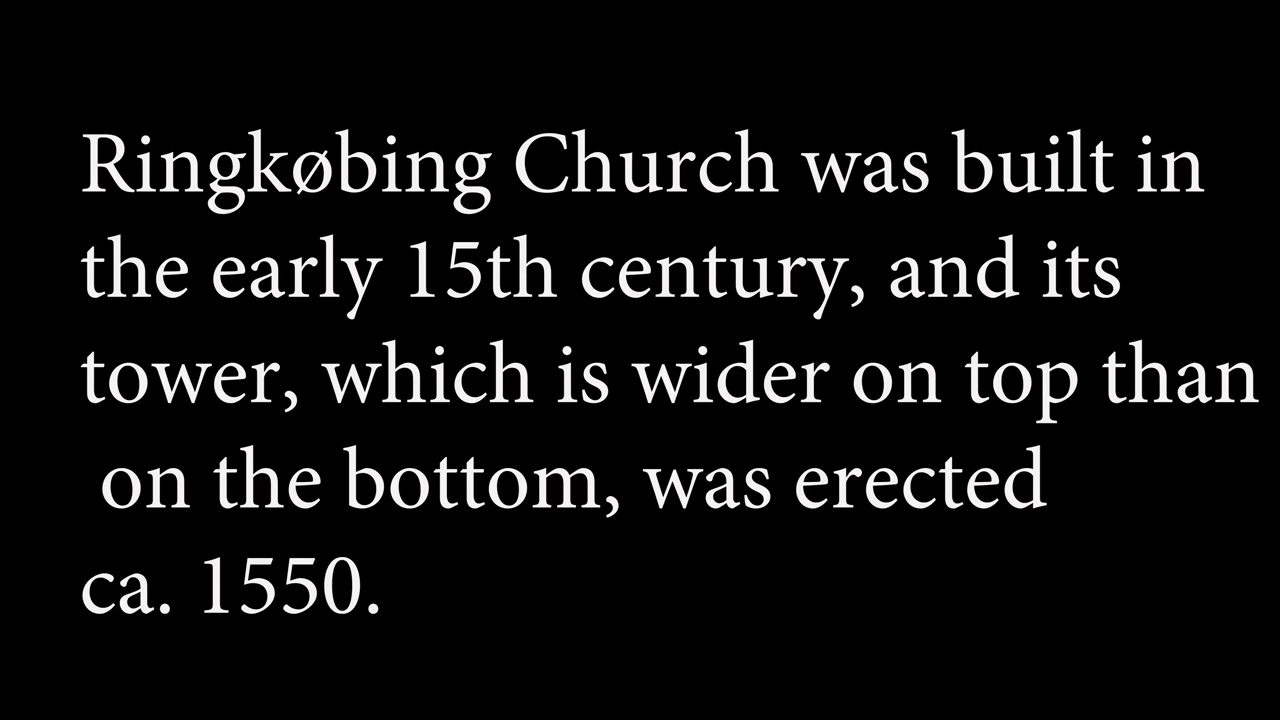 Ringkøbing Church was built in
the early 15th century, and its
tower, which is wider on top than
on the bottom, was erected
ca. 1550.